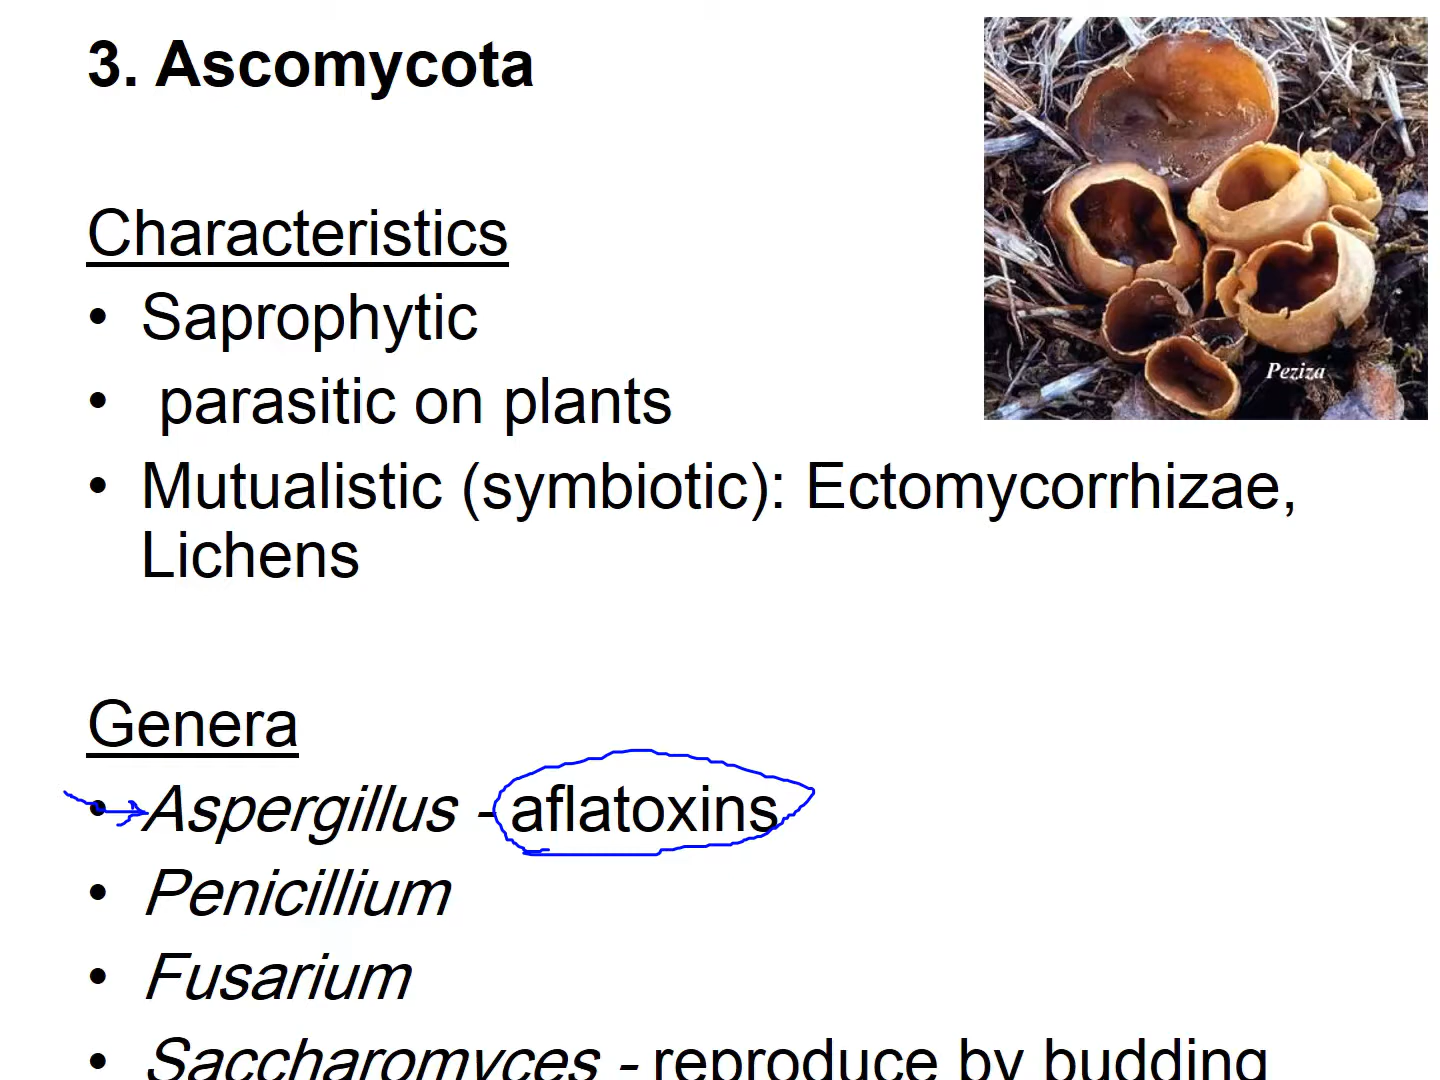 3. Ascomycota
Peziza
Characteristics
• Saprophytic
• parasitic on plants
• Mutualistic (symbiotic): Ectomycorrhizae,
Lichens
Genera
• Aspergillus - aflatoxins
• Penicillium
• Fusarium
• Saccharomyces - reproduce by budding